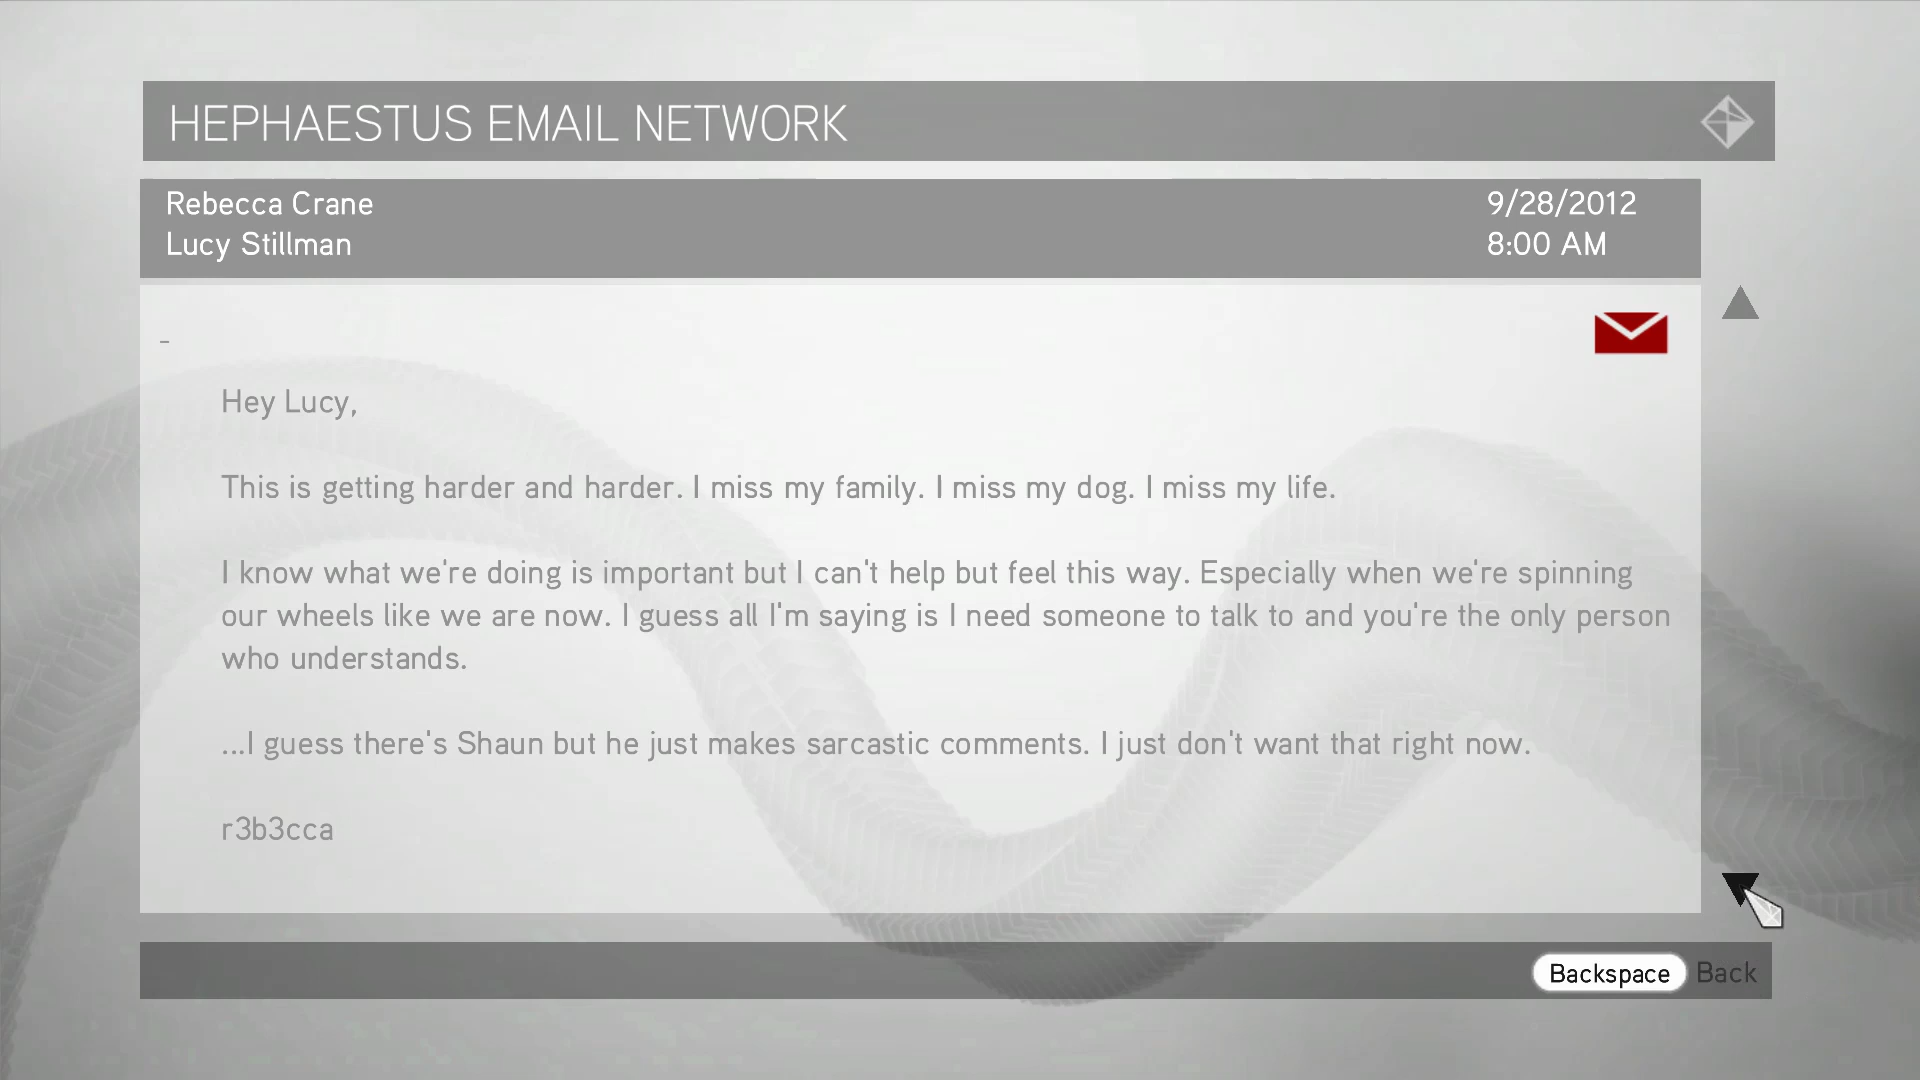 HEPHAESTUS EMAIL NETWORK
Rebecca Crane
9/28/2012
Lucy Stillman
8:00 AM
-
Hey Lucy,
This is getting harder and harder. I miss my family. I miss my dog. I miss my life.
I know what we're doing is important but I can't help but feel this way. Especially when we're spinning
our wheels like we are now. I guess all I'm saying is I need someone to talk to and you're the only person
who understands.
...I guess there's Shaun but he just makes sarcastic comments. I just don't want that right now.
r3b3cca
Backspace Back